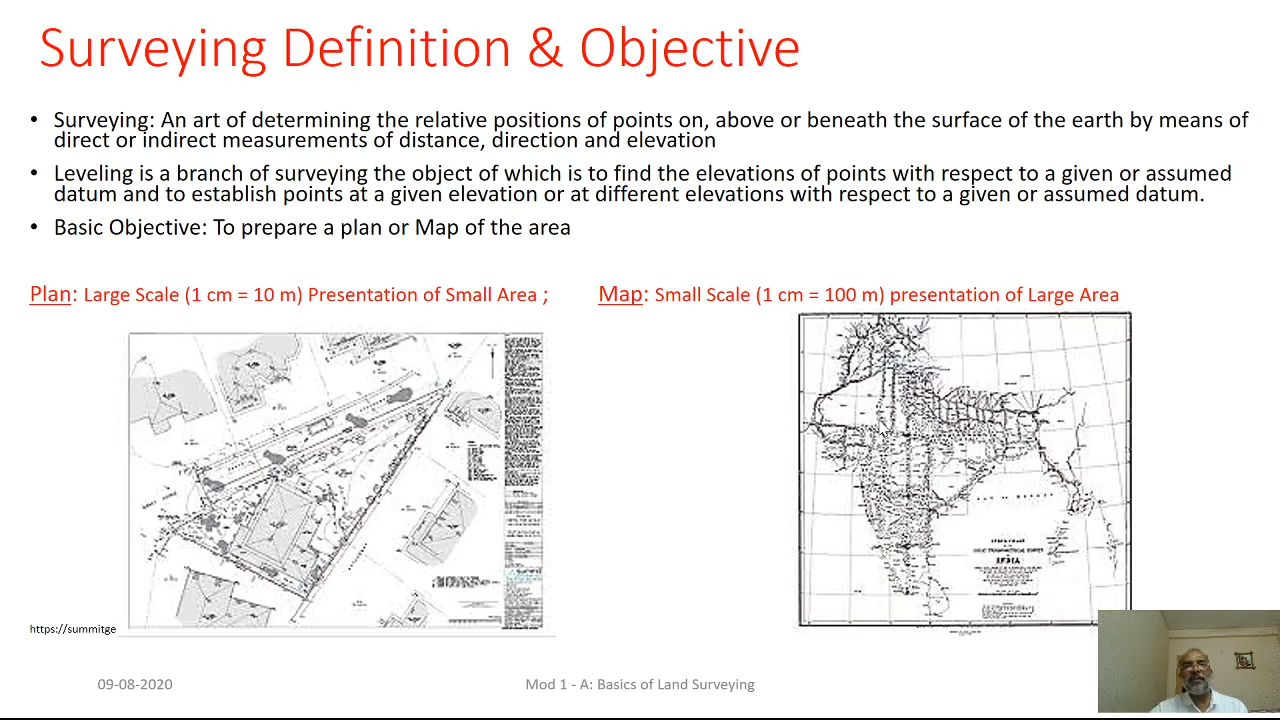 Surveying Definition & Objective
• Surveying: An art of determining the relative positions of points on, above or beneath the surface of the earth by means of
direct or indirect measurements of distance, direction and elevation
• Leveling is a branch of surveying the object of which is to find the elevations of points with respect to a given or assumed
datum and to establish points at a given elevation or at different elevations with respect to a given or assumed datum.
• Basic Objective: To prepare a plan or Map of the area
Plan: Large Scale (1 cm = 10 m) Presentation of Small Area ;
Map: Small Scale (1 cm = 100 m) presentation of Large Area
INDIA
https://summitge
09-08-2020
Mod 1 - A: Basics of Land Surveying